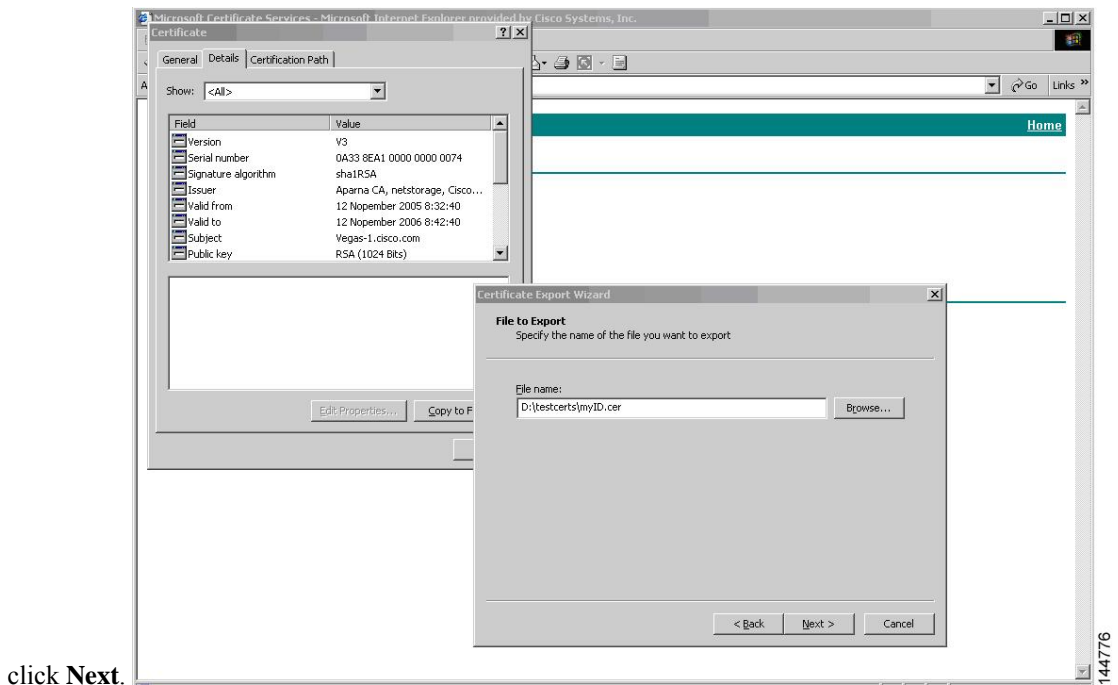 Microsoft Certificate Services - Microsoft Internet Explorer provided by Cisco Systems, Inc.
Certificate
General Details Certification Path
Go Links »
Show: <All>
Home
Field Value
Version V3
Serial number 0A33 8EA1 0000 0000 0074
Signature algorithm sha1RSA
Issuer Aparna CA, netstorage, Cisco...
Valid from 12 Nopember 2005 8:32:40
Valid to 12 Nopember 2006 8:42:40
Subject Vegas-1.cisco.com
Public key RSA (1024 Bits)
Edit Properties... Copy to F
Certificate Export Wizard
File to Export
Specify the name of the file you want to export
File name:
D:\testcerts\myID.cer Browse...
< Back Next > Cancel
144776
click Next.